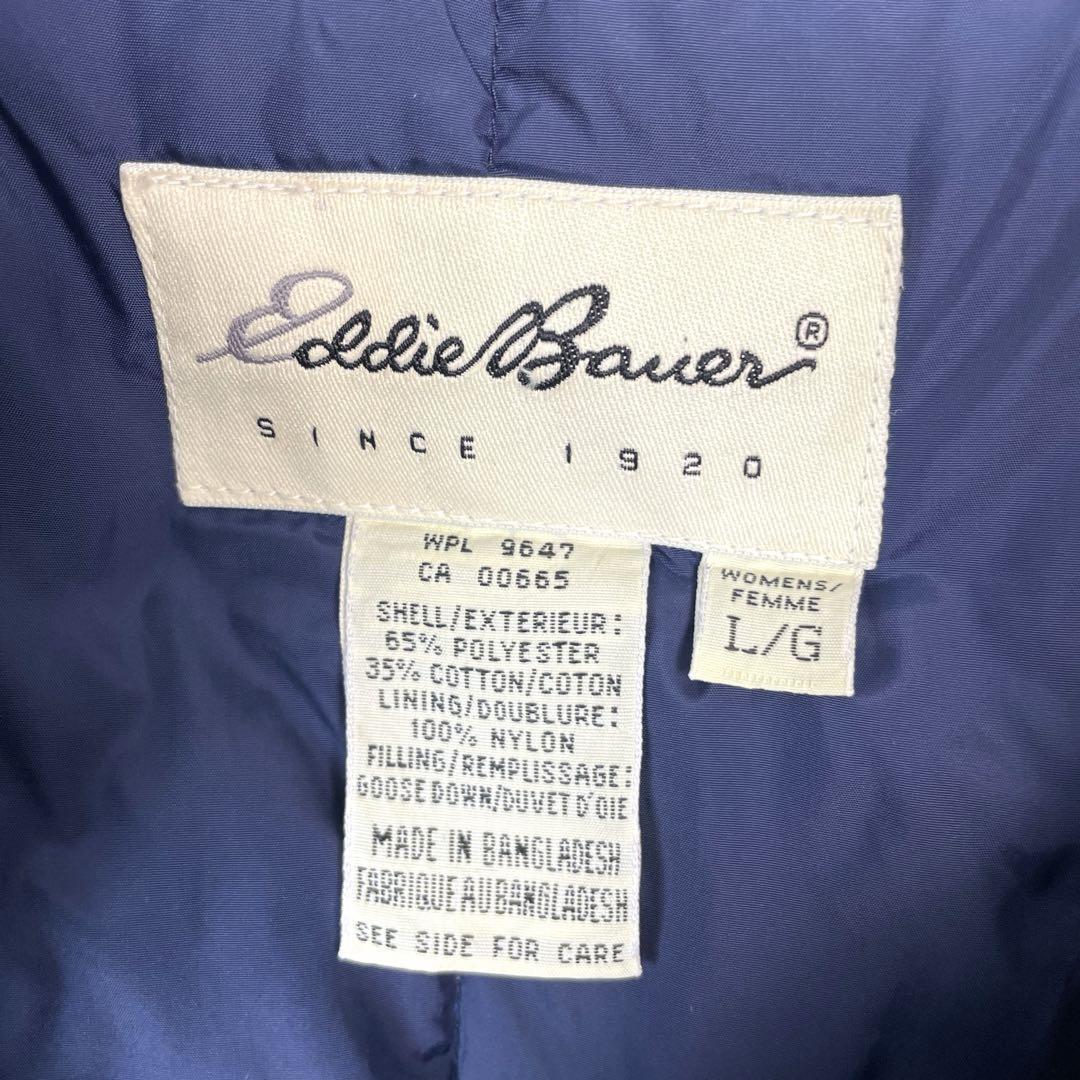 Eddie Bauer®
SINCE 1920
WPL 9647
CA 00665
SHELL/EXTERIEUR:
65% POLYESTER
35% COTTON/COTON
LINING/DOUBLURE:
100% NYLON
FILLING/REMPLISSAGE:
GOOSE DOWN/DUVET D'OIE
MADE IN BANGLADESH
FABRIQUE AU BANGLADESH
SEE SIDE FOR CARE
WOMENS/
FEMME
L/G